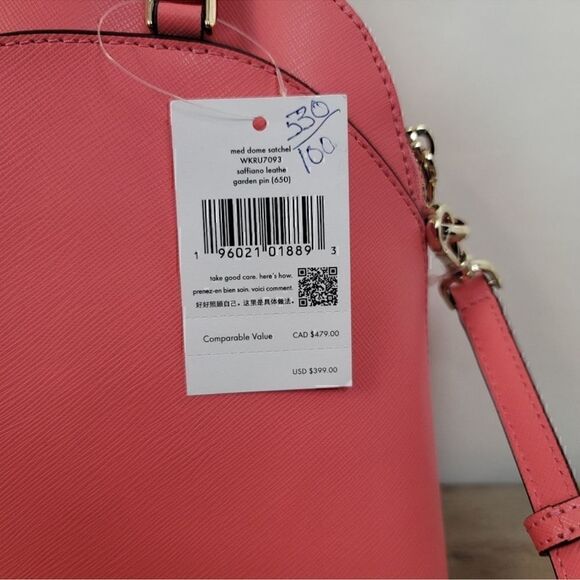 530/100
med dome satchel
WKRU7093
saffiano leathe
garden pin (650)
1 96021 01889 3
take good care. here's how.
prenez-en bien soin. voici comment.
好好照顾自己，这里是具体做法。
Comparable Value CAD $479.00
USD $399.00